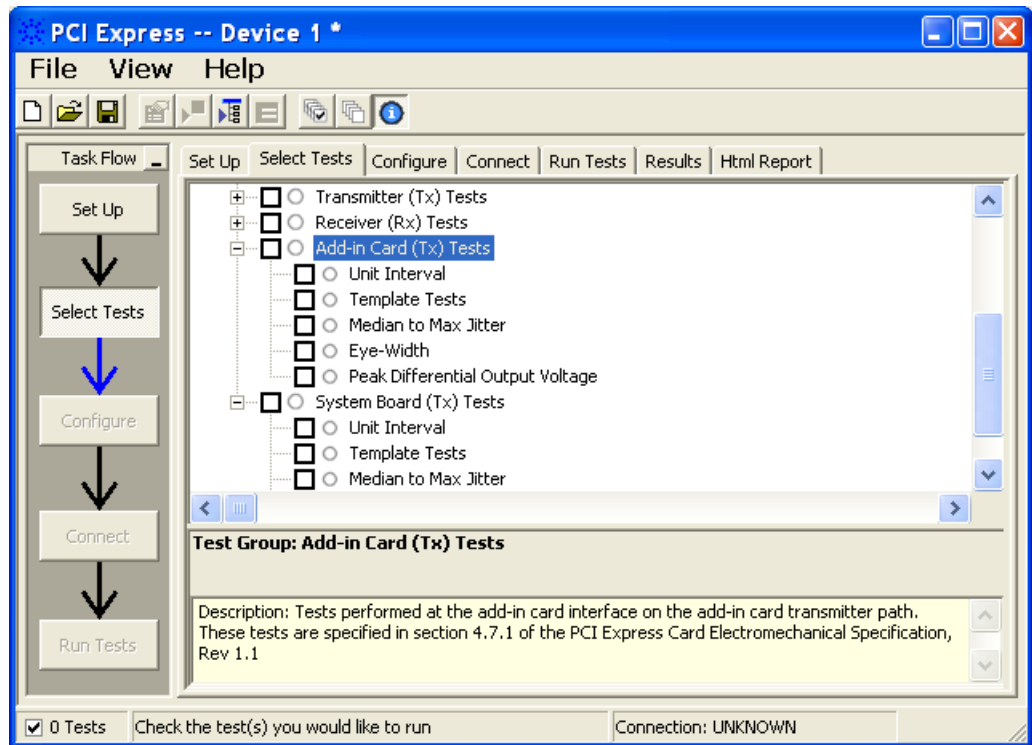 PCI Express -- Device 1 *
File View Help
Task Flow
Set Up
Select Tests
Configure
Connect
Run Tests
Set Up Select Tests Configure Connect Run Tests Results Html Report
Transmitter (Tx) Tests
Receiver (Rx) Tests
Add-in Card (Tx) Tests
Unit Interval
Template Tests
Median to Max Jitter
Eye-Width
Peak Differential Output Voltage
System Board (Tx) Tests
Unit Interval
Template Tests
Median to Max Jitter
Test Group: Add-in Card (Tx) Tests
Description: Tests performed at the add-in card interface on the add-in card transmitter path.
These tests are specified in section 4.7.1 of the PCI Express Card Electromechanical Specification,
Rev 1.1
0 Tests Check the test(s) you would like to run Connection: UNKNOWN